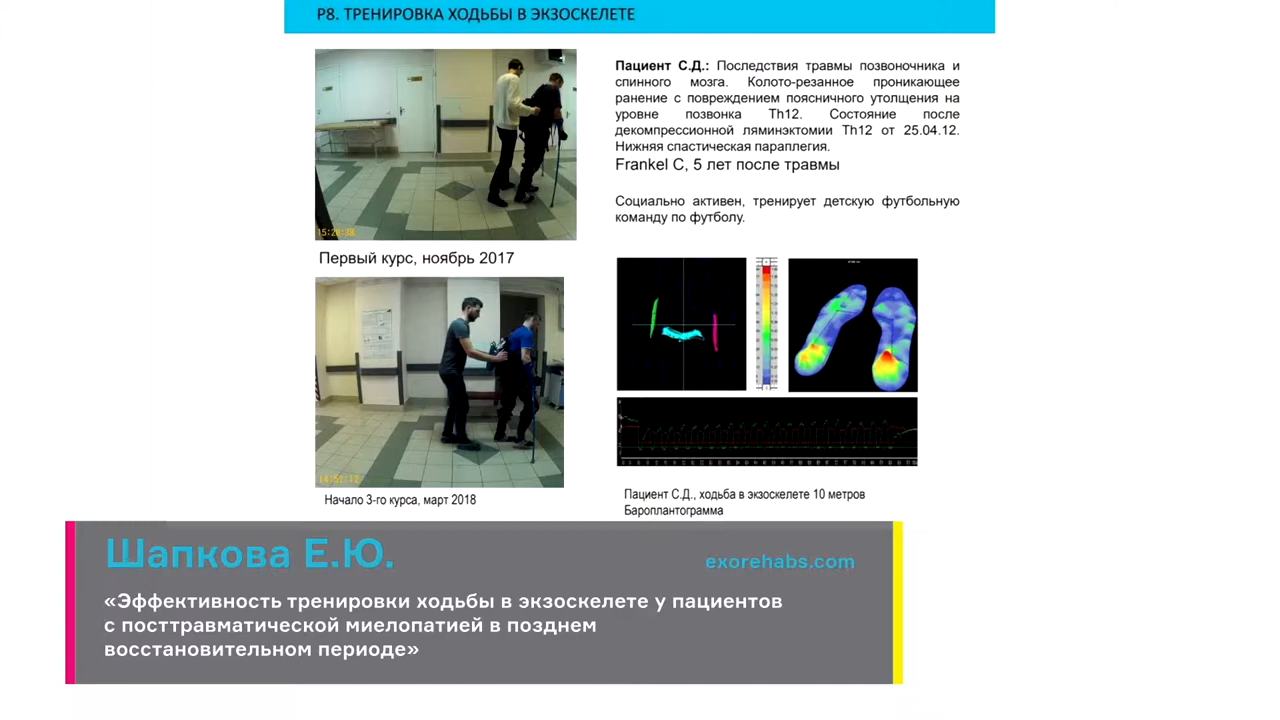 Р8. ТРЕНИРОВКА ХОДЬБЫ В ЭКЗОСКЕЛЕТЕ
Пациент С.Д.: Последствия травмы позвоночника и
спинного мозга. Колото-резанное проникающее
ранение с повреждением поясничного утолщения на
уровне позвонка Th12. Состояние после
декомпрессионной ляминэктомии Th12 от 25.04.12.
Нижняя спастическая параплегия.
Frankel C, 5 лет после травмы
Социально активен, тренирует детскую футбольную
команду по футболу.
Первый курс, ноябрь 2017
Начало 3-го курса, март 2018
Пациент С.Д., ходьба в экзоскелете 10 метров
Бароплантограмма
Шапкова Е.Ю.
exorehabs.com
«Эффективность тренировки ходьбы в экзоскелете у пациентов
с посттравматической миелопатией в позднем
восстановительном периоде»